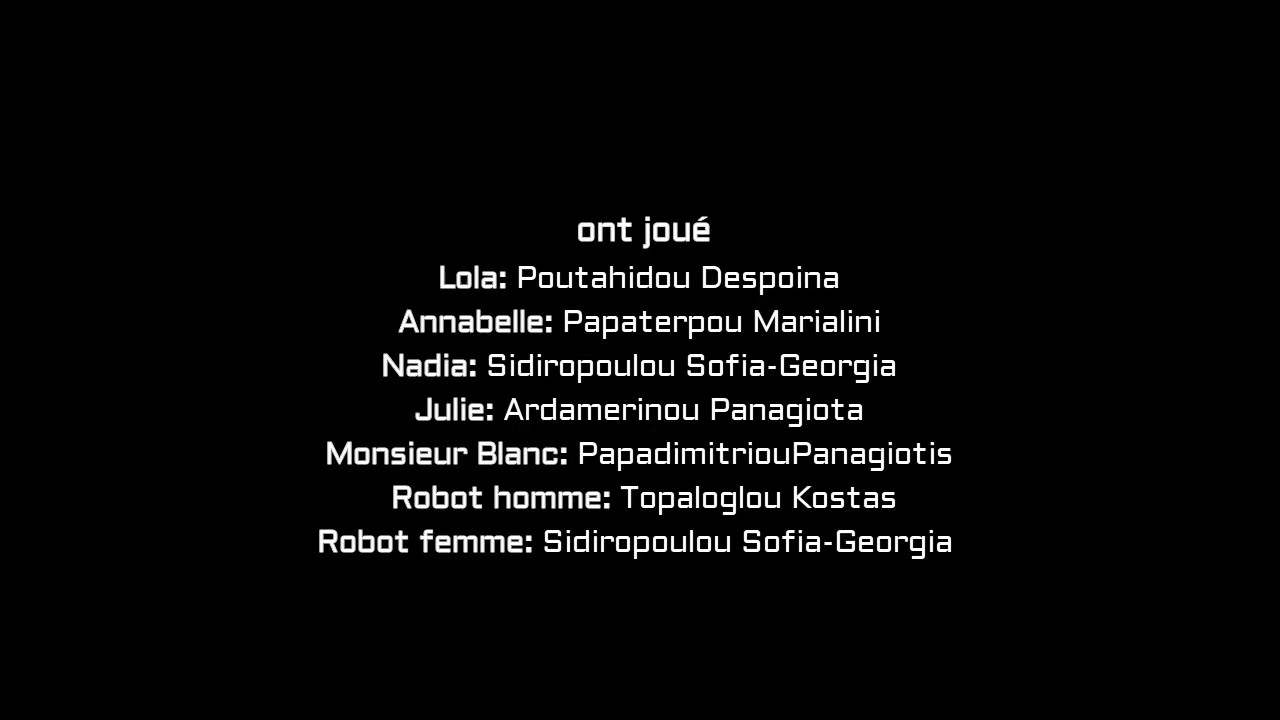 ont joué
Lola: Poutahidou Despoina
Annabelle: Papaterpou Marialini
Nadia: Sidiropoulou Sofia-Georgia
Julie: Ardamerinou Panagiota
Monsieur Blanc: PapadimitriouPanagiotis
Robot homme: Topaloglou Kostas
Robot femme: Sidiropoulou Sofia-Georgia